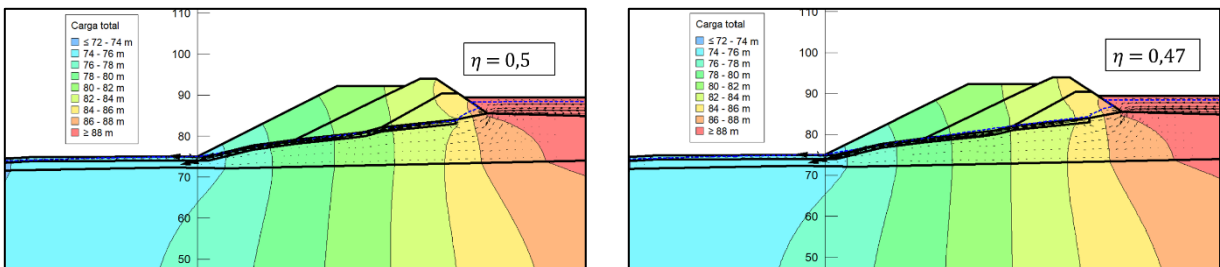 110
Carga total
≤ 72 - 74 m
74 - 76 m
76 - 78 m
78 - 80 m
80 - 82 m
82 - 84 m
84 - 86 m
86 - 88 m
≥ 88 m
100
90
80
70
60
50
η = 0,5
110
Carga total
≤ 72 - 74 m
74 - 76 m
76 - 78 m
78 - 80 m
80 - 82 m
82 - 84 m
84 - 86 m
86 - 88 m
≥ 88 m
100
90
80
70
60
50
η = 0,47